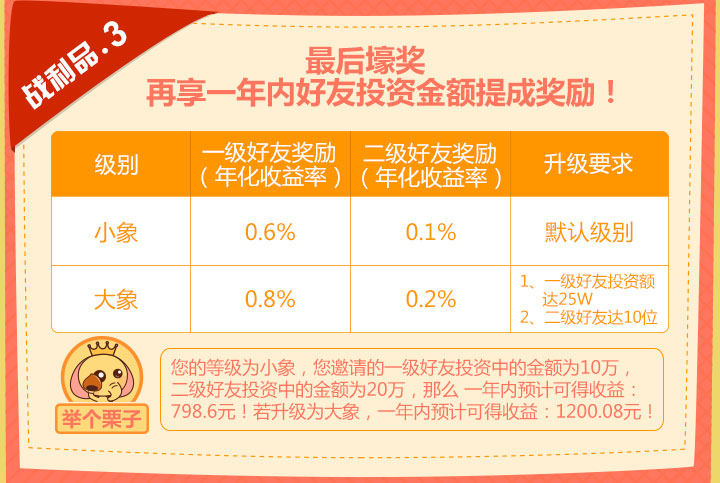 战利品.3
最后壕奖
再享一年内好友投资金额提成奖励！
级别
一级好友奖励
（年化收益率）
二级好友奖励
（年化收益率）
升级要求
小象
0.6%
0.1%
默认级别
大象
0.8%
0.2%
1、一级好友投资额
达25W
2、二级好友达10位
您的等级为小象，您邀请的一级好友投资中的金额为10万，
二级好友投资中的金额为20万，那么 一年内预计可得收益：
798.6元！若升级为大象，一年内预计可得收益：1200.08元！
举个栗子